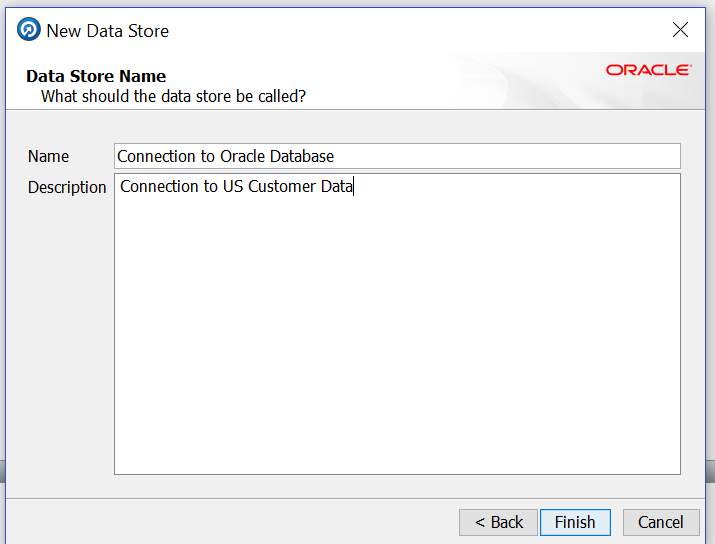 New Data Store
Data Store Name
ORACLE
What should the data store be called?
Name
Connection to Oracle Database
Description
Connection to US Customer Data
< Back
Finish
Cancel